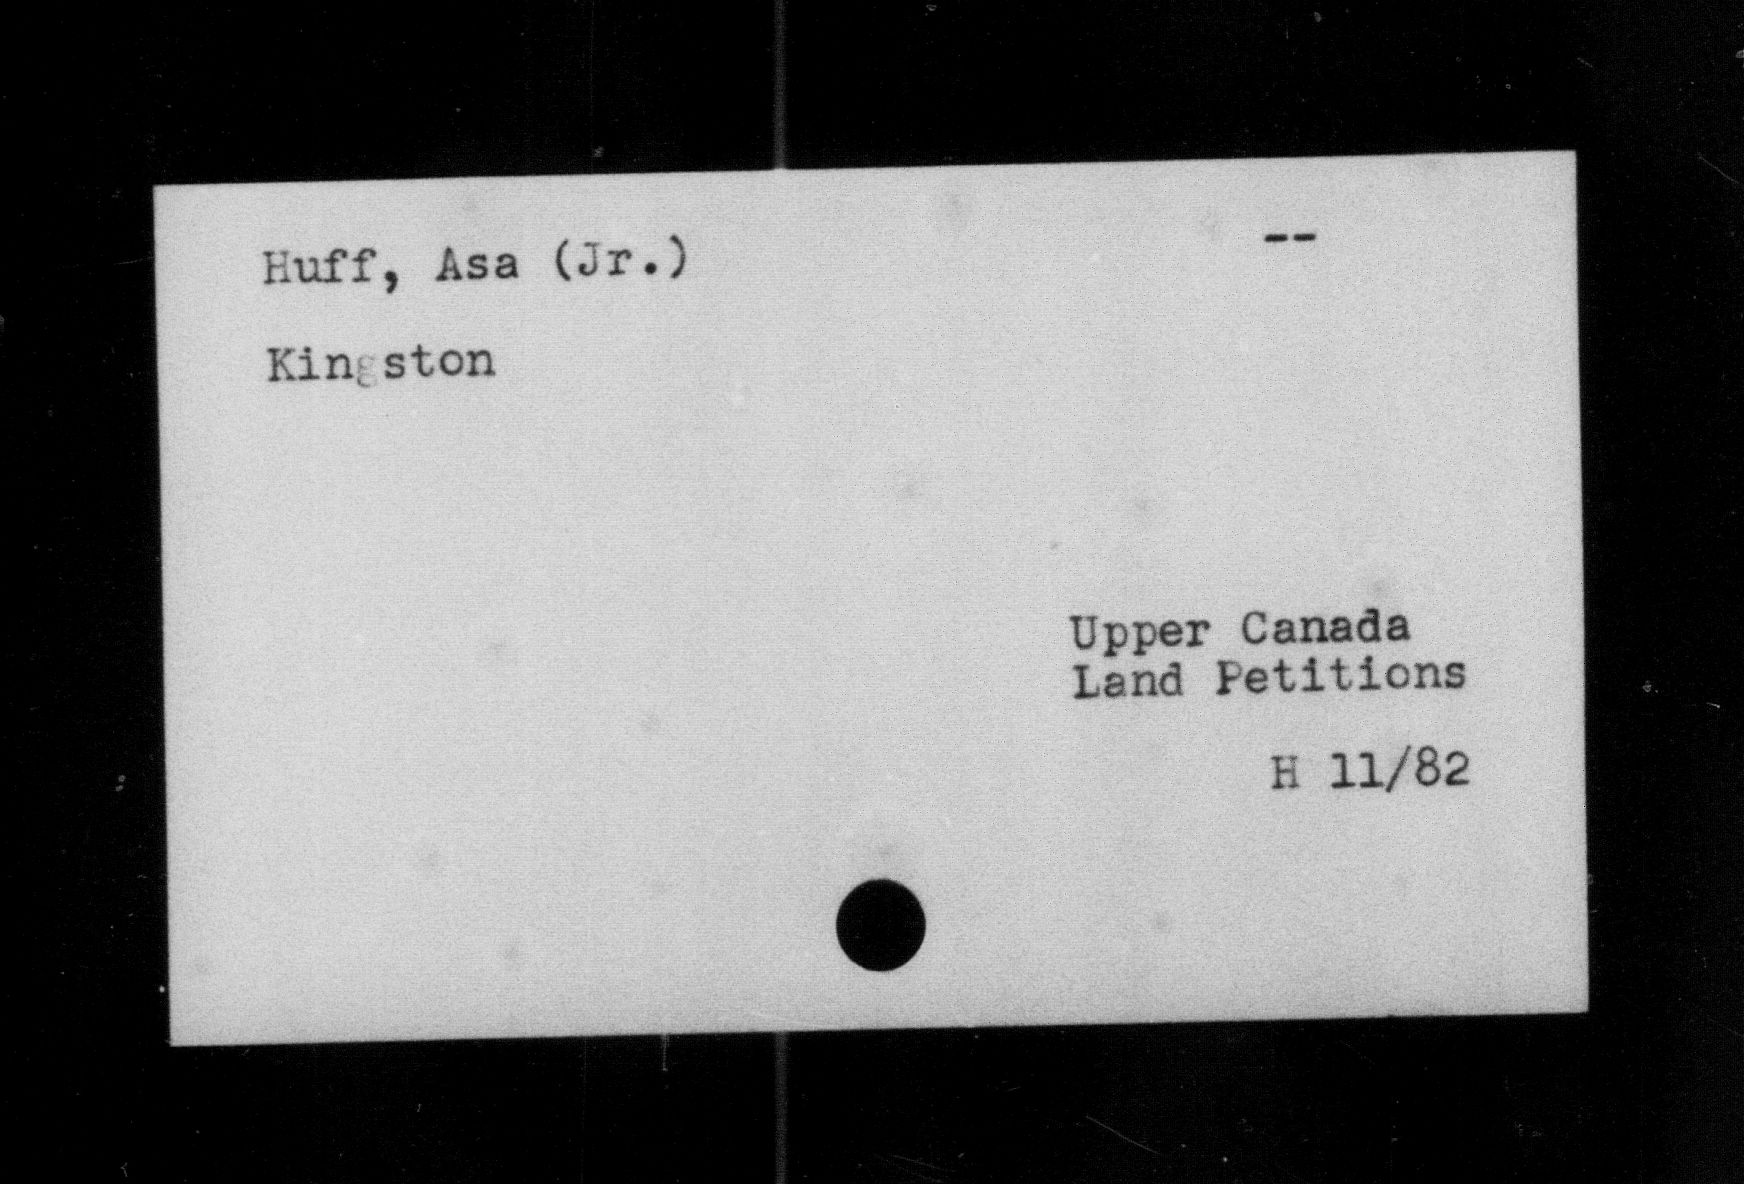 Huff, Asa (Jr.) --
Kingston
Upper Canada
Land Petitions
H 11/82